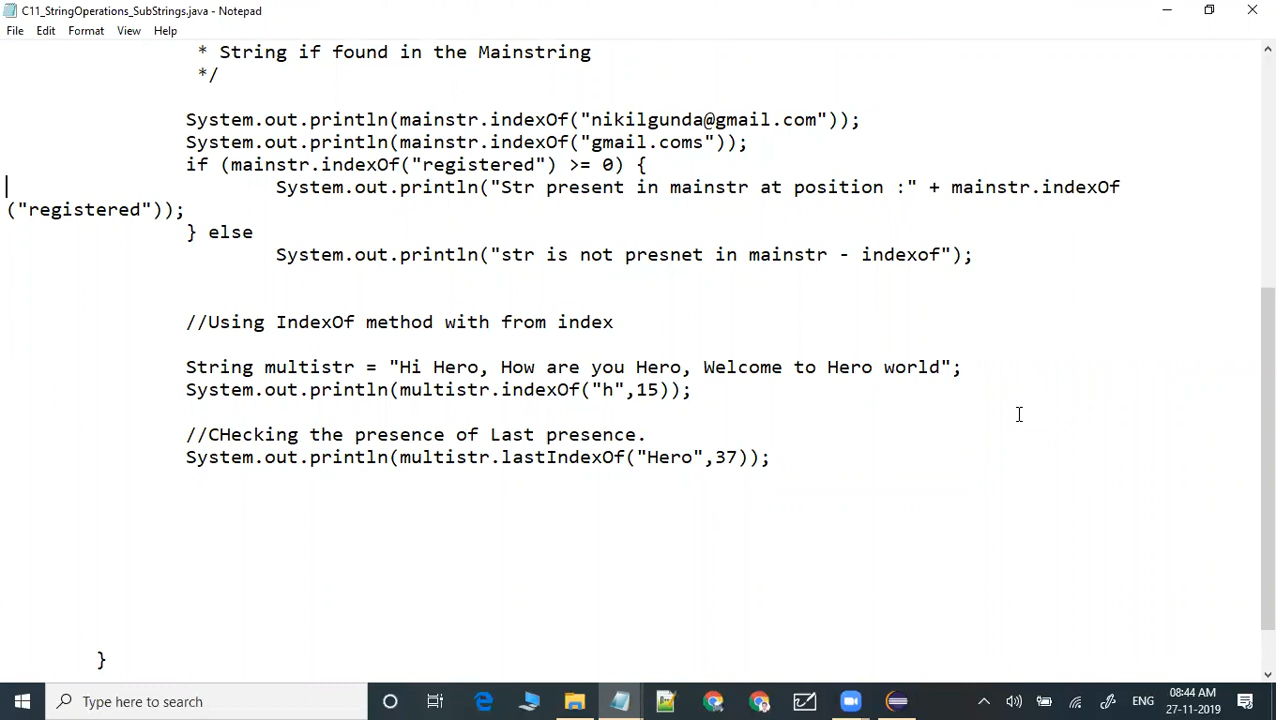 C11_StringOperations_SubStrings.java - Notepad
File Edit Format View Help
* String if found in the Mainstring
*/
System.out.println(mainstr.indexOf("nikilgunda@gmail.com"));
System.out.println(mainstr.indexOf("gmail.coms"));
if (mainstr.indexOf("registered") >= 0) {
System.out.println("Str present in mainstr at position :" + mainstr.indexOf
("registered"));
} else
System.out.println("str is not presnet in mainstr - indexof");
//Using IndexOf method with from index
String multistr = "Hi Hero, How are you Hero, Welcome to Hero world";
System.out.println(multistr.indexOf("h",15));
//CHecking the presence of Last presence.
System.out.println(multistr.lastIndexOf("Hero",37));
}
Type here to search
ENG
08:44 AM
27-11-2019